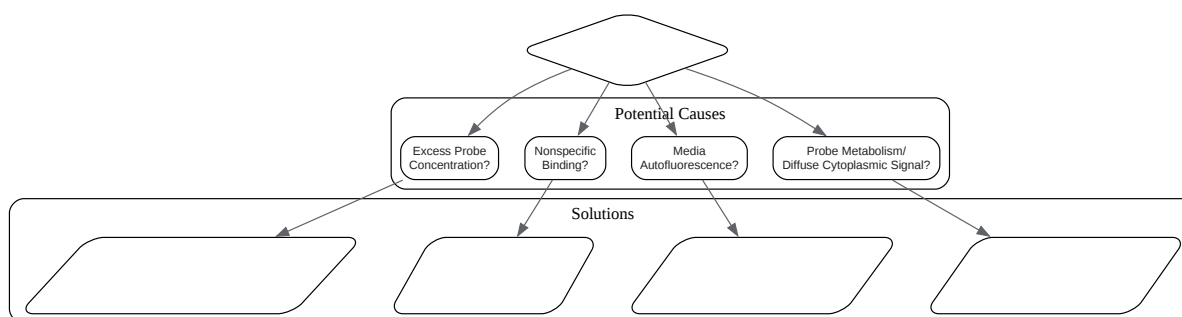 Potential Causes
Excess Probe
Concentration?
Nonspecific
Binding?
Media
Autofluorescence?
Probe Metabolism/
Diffuse Cytoplasmic Signal?
Solutions